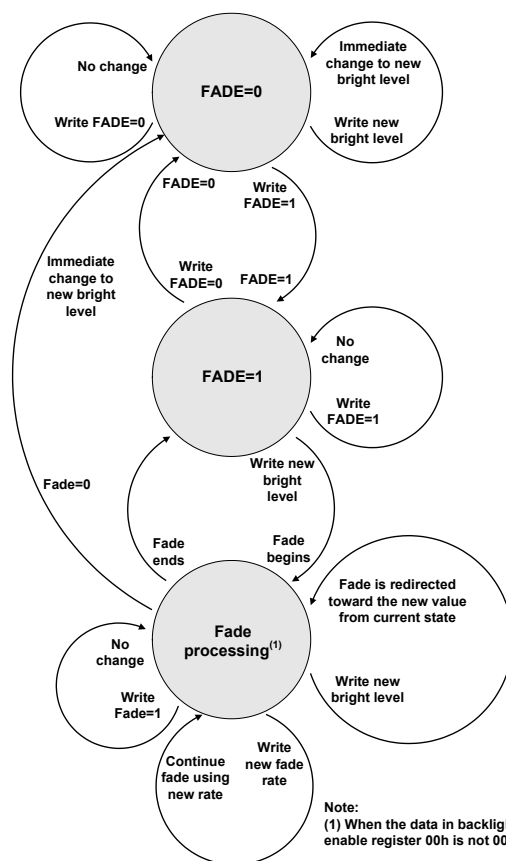 No change
Write FADE=0
FADE=0
Immediate
change to new
bright level
Write new
bright level
FADE=0
Write
FADE=1
Immediate
change to
new bright
level
Write
FADE=0
FADE=1
FADE=1
No
change
Write
FADE=1
Write new
bright
level
Fade=0
Fade
ends
Fade
begins
Fade is redirected
toward the new value
from current state
Fade
processing(1)
No
change
Write
Fade=1
Write new
bright level
Continue
fade using
new rate
Write
new fade
rate
Note:
(1) When the data in backligh
enable register 00h is not 00